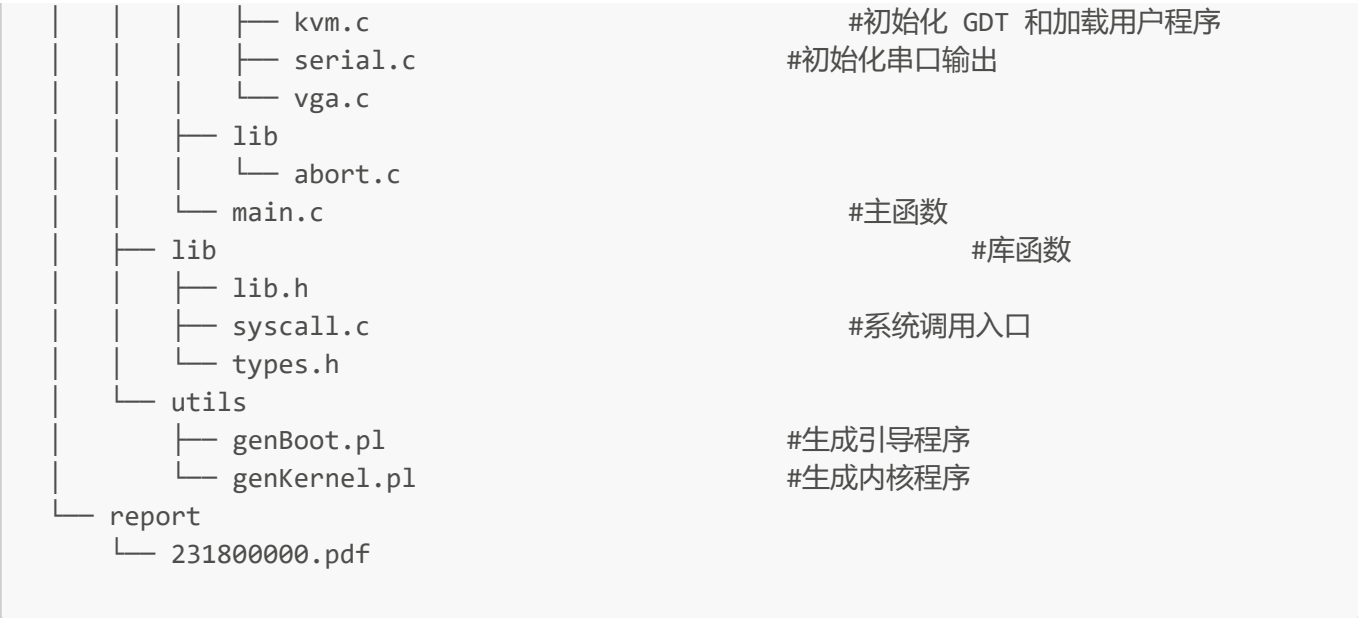 │   │   │   ├── kvm.c                               #初始化 GDT 和加载用户程序
│   │   │   ├── serial.c                        #初始化串口输出
│   │   │   └── vga.c
│   │   ├── lib
│   │   │   └── abort.c
│   │   └── main.c                                  #主函数
│   ├── lib                                                 #库函数
│   │   ├── lib.h
│   │   ├── syscall.c                               #系统调用入口
│   │   └── types.h
│   └── utils
│       ├── genBoot.pl                          #生成引导程序
│       └── genKernel.pl                        #生成内核程序
└── report
    └── 231800000.pdf